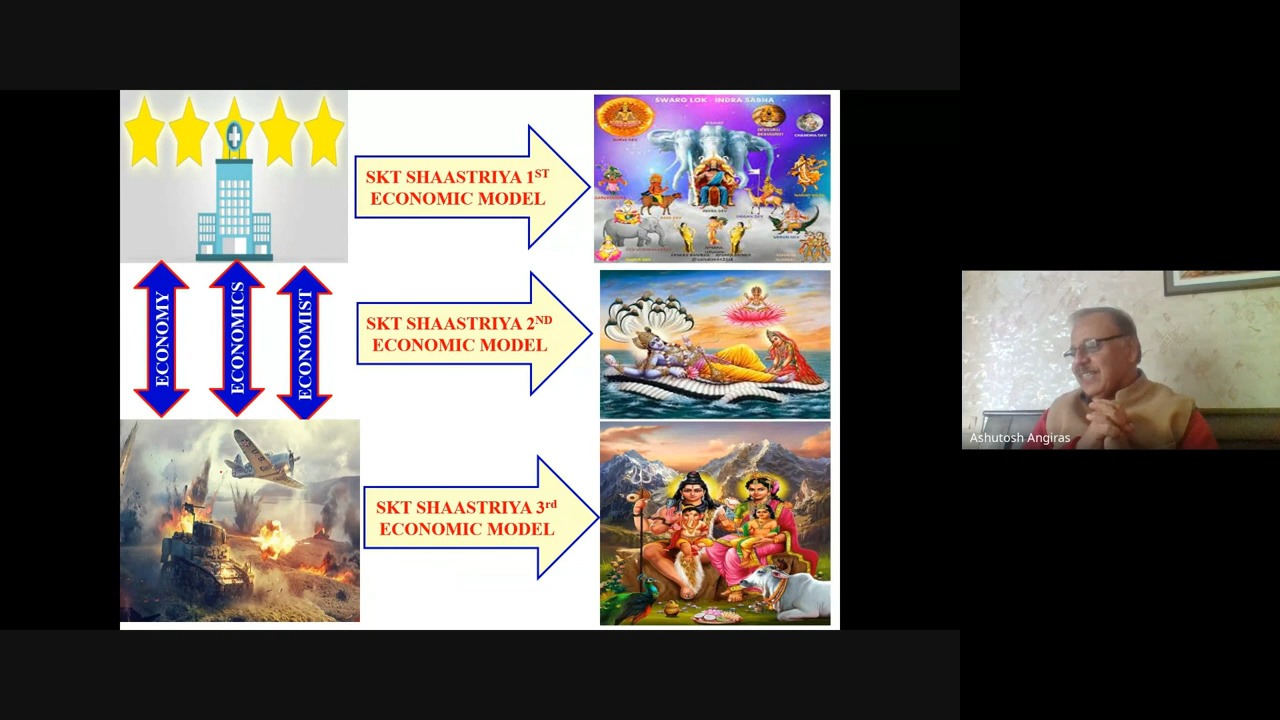 SKT SHAASTRIYA 1ST
ECONOMIC MODEL
SWARG LOK - INDRA SABHA
ECONOMY
ECONOMICS
ECONOMIST
SKT SHAASTRIYA 2ND
ECONOMIC MODEL
SKT SHAASTRIYA 3rd
ECONOMIC MODEL
Ashutosh Angiras